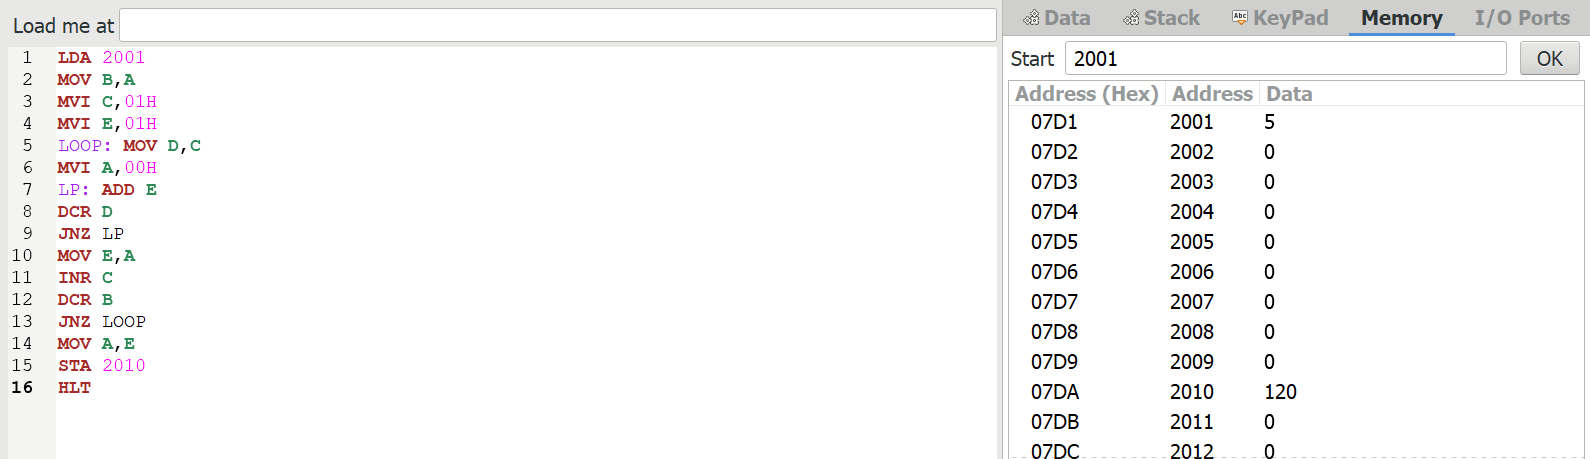 Load me at
1 LDA 2001
2 MOV B,A
3 MVI C,01H
4 MVI E,01H
5 LOOP: MOV D,C
6 MVI A,00H
7 LP: ADD E
8 DCR D
9 JNZ LP
10 MOV E,A
11 INR C
12 DCR B
13 JNZ LOOP
14 MOV A,E
15 STA 2010
16 HLT
Data Stack Abc KeyPad Memory I/O Ports
Start 2001 OK
Address (Hex) Address Data
07D1 2001 5
07D2 2002 0
07D3 2003 0
07D4 2004 0
07D5 2005 0
07D6 2006 0
07D7 2007 0
07D8 2008 0
07D9 2009 0
07DA 2010 120
07DB 2011 0
07DC 2012 0